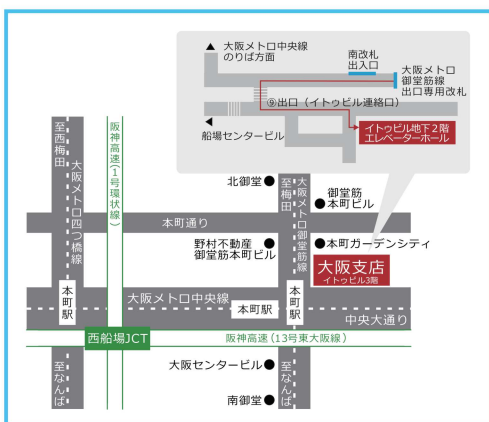 大阪メトロ中央線
のりば方面
南改札
出入口
大阪メトロ
御堂筋線
出口専用改札
⑨出口（イトゥビル連絡口）
船場センタービル
イトゥビル地下2階
エレベーターホール
至西梅田
大阪メトロ四つ橋線
阪神高速(1号環状線)
北御堂
至梅田
大阪メトロ御堂筋線
御堂筋
本町ビル
本町通り
野村不動産
御堂筋本町ビル
本町ガーデンシティ
大阪支店
イトゥビル3階
本町駅
大阪メトロ中央線
本町駅
本町駅
中央大通り
西船場JCT
阪神高速(13号東大阪線)
至なんば
大阪センタービル
至なんば
南御堂